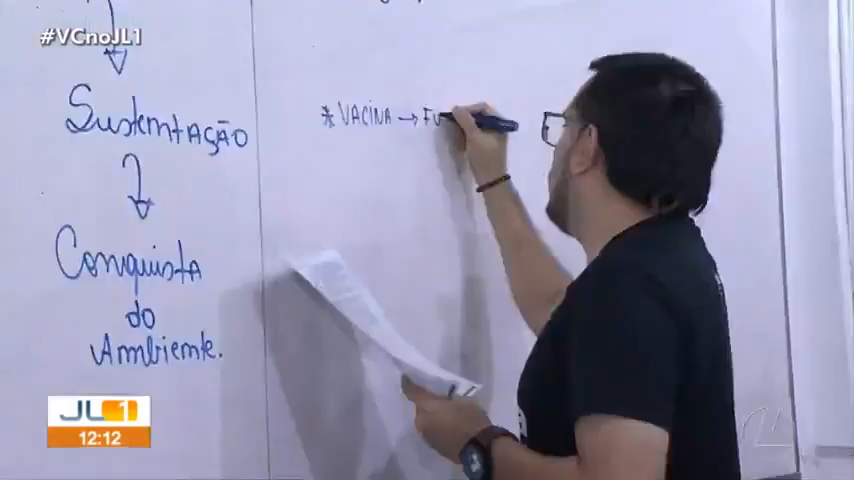 #VCnoJL1
Sustentação
Conquista
do
Ambiente.
* VACINA → FU
JL1
12:12